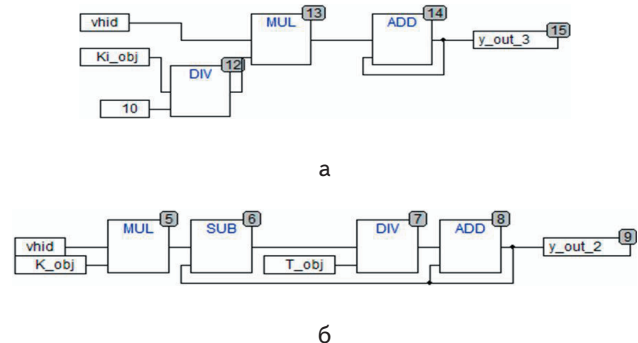 vhid
MUL
13
ADD
14
y_out_3
15
Ki_obj
DIV
12
10
а
vhid
K_obj
MUL
5
SUB
6
T_obj
DIV
7
ADD
8
y_out_2
9
б